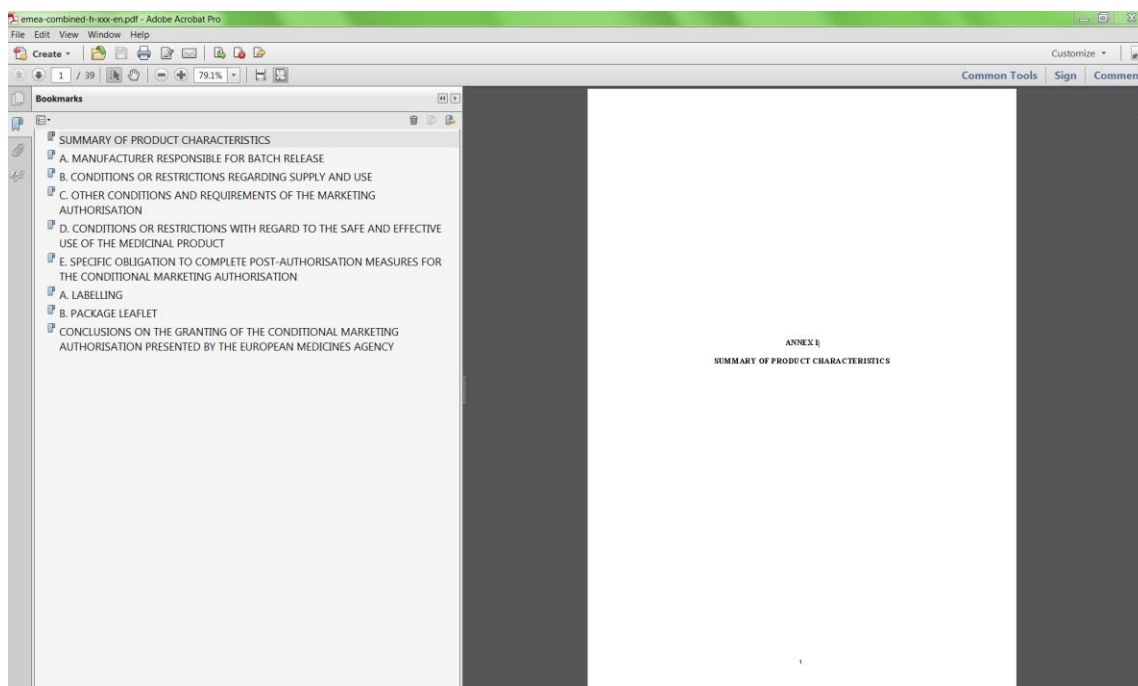 emea-combined-h-xxx-en.pdf - Adobe Acrobat Pro
File Edit View Window Help
Create
Customize
1 / 39
79.1%
Common Tools
Sign
Commen
Bookmarks
SUMMARY OF PRODUCT CHARACTERISTICS
A. MANUFACTURER RESPONSIBLE FOR BATCH RELEASE
B. CONDITIONS OR RESTRICTIONS REGARDING SUPPLY AND USE
C. OTHER CONDITIONS AND REQUIREMENTS OF THE MARKETING
AUTHORISATION
D. CONDITIONS OR RESTRICTIONS WITH REGARD TO THE SAFE AND EFFECTIVE
USE OF THE MEDICINAL PRODUCT
E. SPECIFIC OBLIGATION TO COMPLETE POST-AUTHORISATION MEASURES FOR
THE CONDITIONAL MARKETING AUTHORISATION
A. LABELLING
B. PACKAGE LEAFLET
CONCLUSIONS ON THE GRANTING OF THE CONDITIONAL MARKETING
AUTHORISATION PRESENTED BY THE EUROPEAN MEDICINES AGENCY
ANNEX I
SUMMARY OF PRODUCT CHARACTERISTICS
1